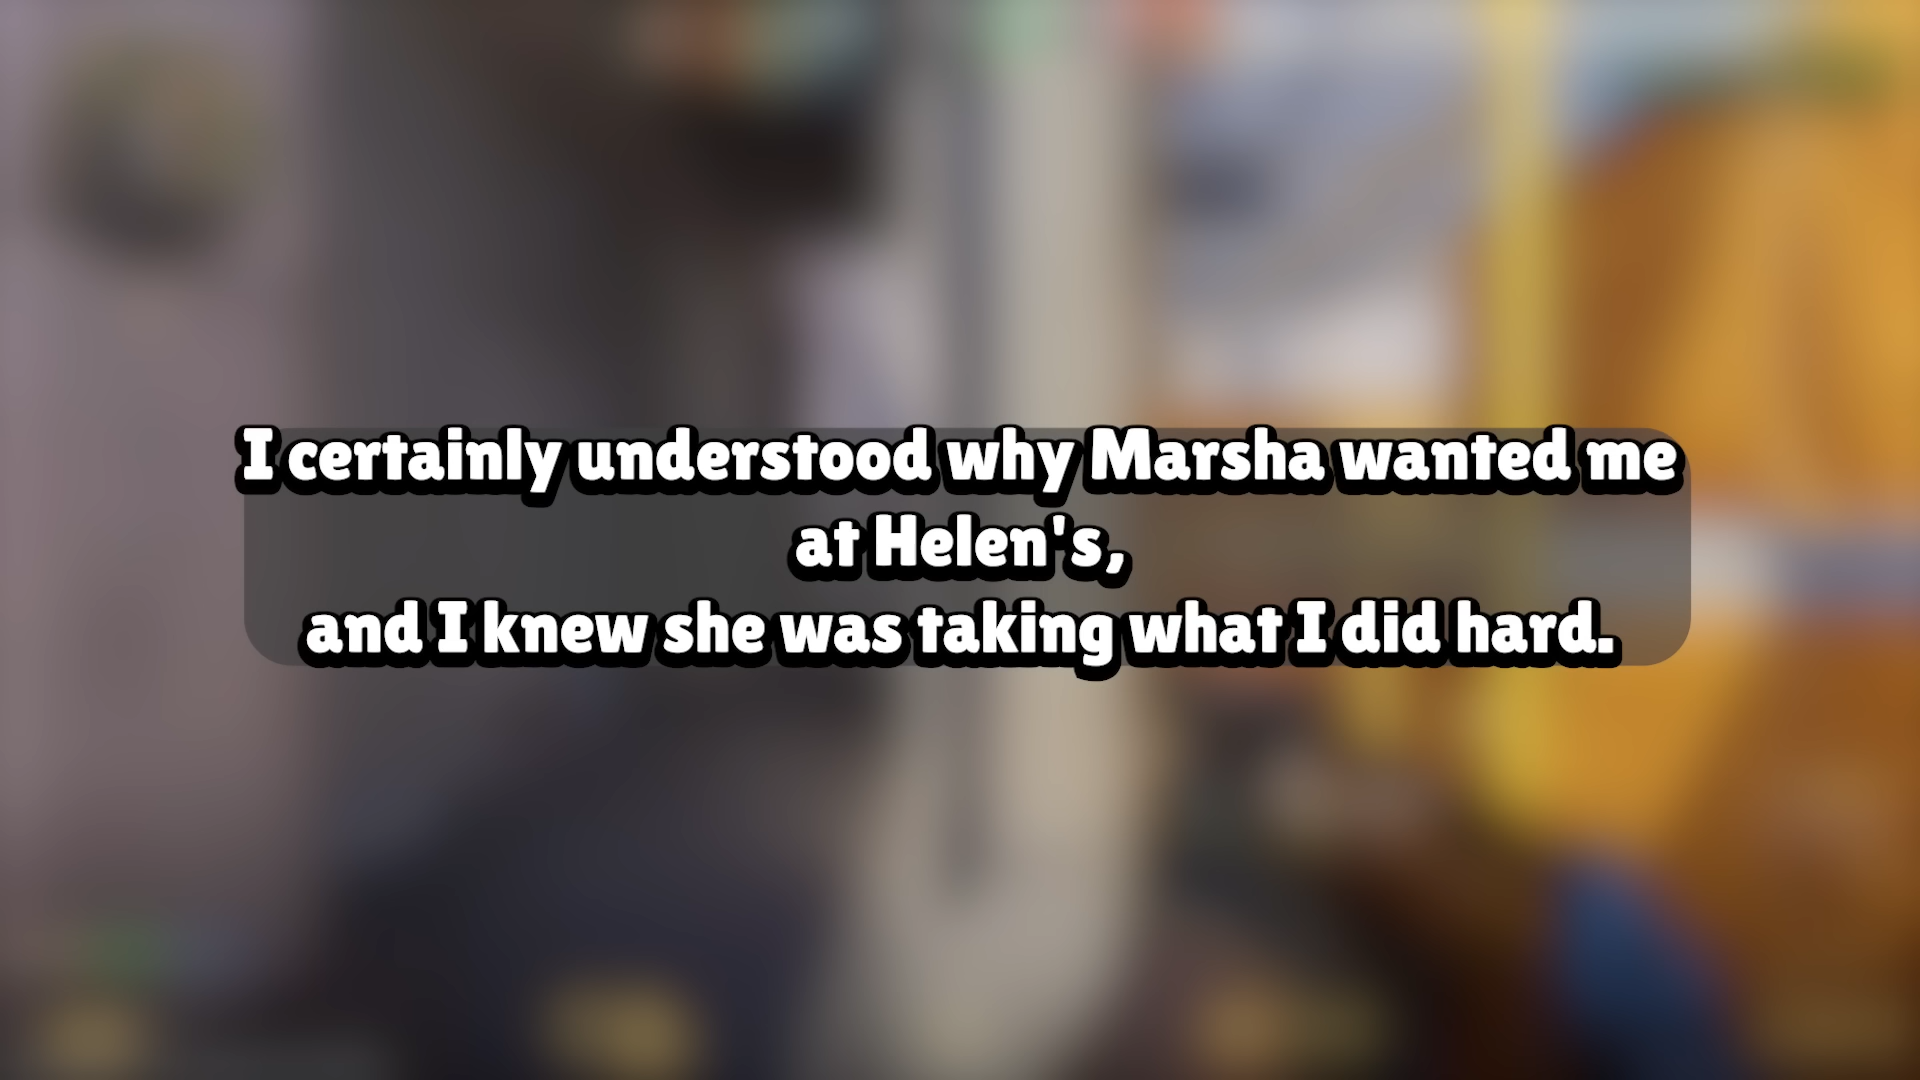 I certainly understood why Marsha wanted me
at Helen's,
and I knew she was taking what I did hard.